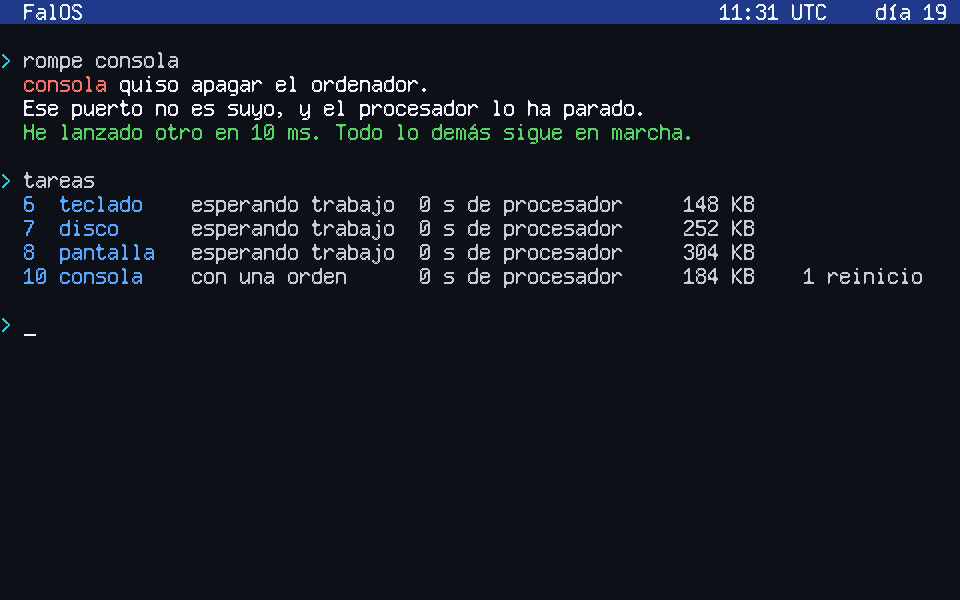 FalOS 11:31 UTC día 19
> rompe consola
consola quiso apagar el ordenador.
Ese puerto no es suyo, y el procesador lo ha parado.
He lanzado otro en 10 ms. Todo lo demás sigue en marcha.
> tareas
6 teclado esperando trabajo 0 s de procesador 148 KB
7 disco esperando trabajo 0 s de procesador 252 KB
8 pantalla esperando trabajo 0 s de procesador 304 KB
10 consola con una orden 0 s de procesador 184 KB 1 reinicio
> _